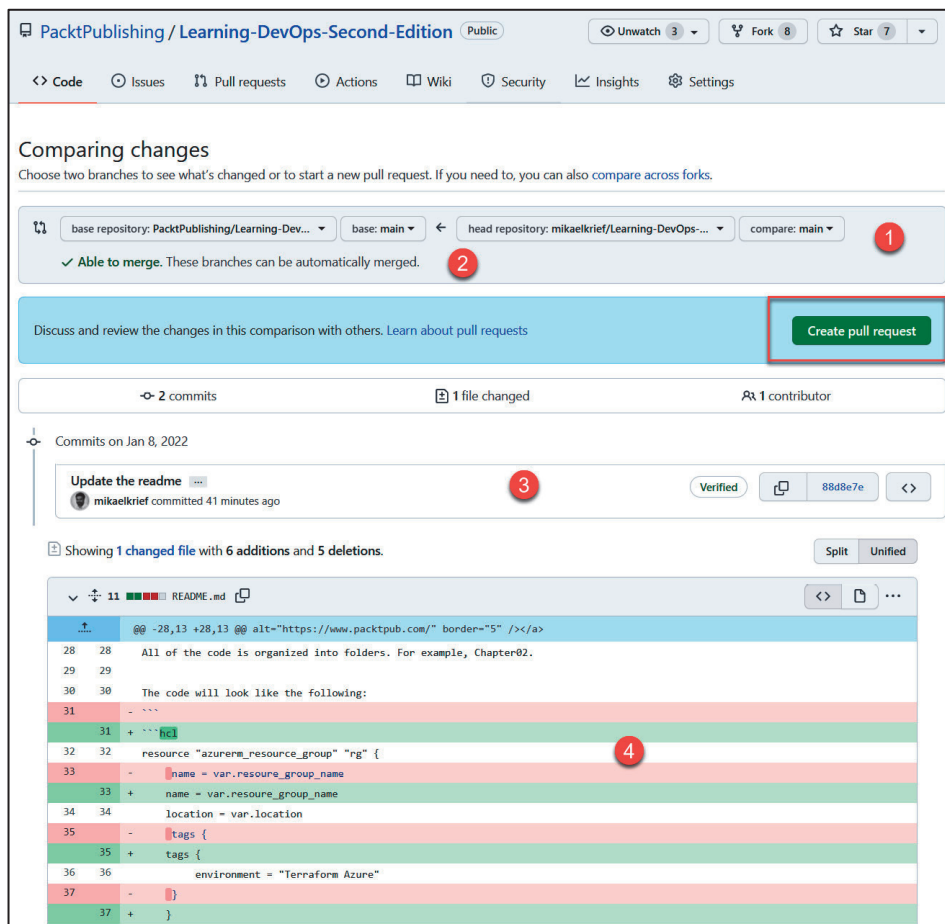 PacktPublishing / Learning-DevOps-Second-Edition Public Unwatch 3 Fork 8 Star 7
<> Code Issues Pull requests Actions Wiki Security Insights Settings
Comparing changes
Choose two branches to see what's changed or to start a new pull request. If you need to, you can also compare across forks.
base repository: PacktPublishing/Learning-Dev... base: main ← head repository: mikaelkrief/Learning-DevOps-... compare: main 1
✓ Able to merge. These branches can be automatically merged. 2
Discuss and review the changes in this comparison with others. Learn about pull requests Create pull request
2 commits 1 file changed 1 contributor
Commits on Jan 8, 2022
Update the readme ... 3 Verified 88d8e7e <>
mikaelkrief committed 41 minutes ago
Showing 1 changed file with 6 additions and 5 deletions. Split Unified
11 README.md <> ...
@@ -28,13 +28,13 @@ alt="https://www.packtpub.com/" border="5" /></a>
28 28 All of the code is organized into folders. For example, Chapter02.
29 29
30 30 The code will look like the following:
31 - ```
31 + ```hcl
32 32 resource "azurerm_resource_group" "rg" { 4
33 - name = var.resoure_group_name
33 + name = var.resoure_group_name
34 34 location = var.location
35 - tags {
35 + tags {
36 36 environment = "Terraform Azure"
37 - }
37 + }